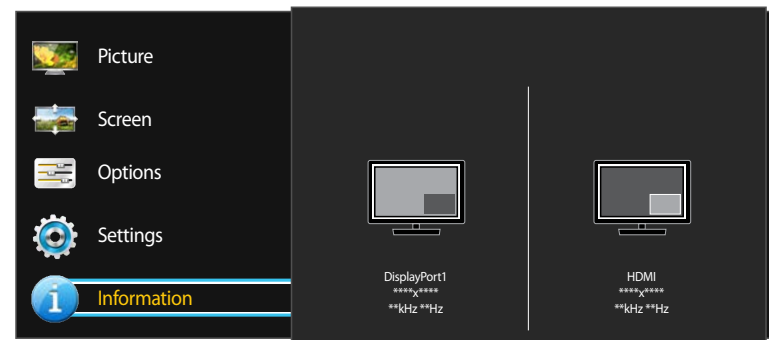 Picture
Screen
Options
Settings
Information
DisplayPort1
****x****
**kHz **Hz
HDMI
****x****
**kHz **Hz